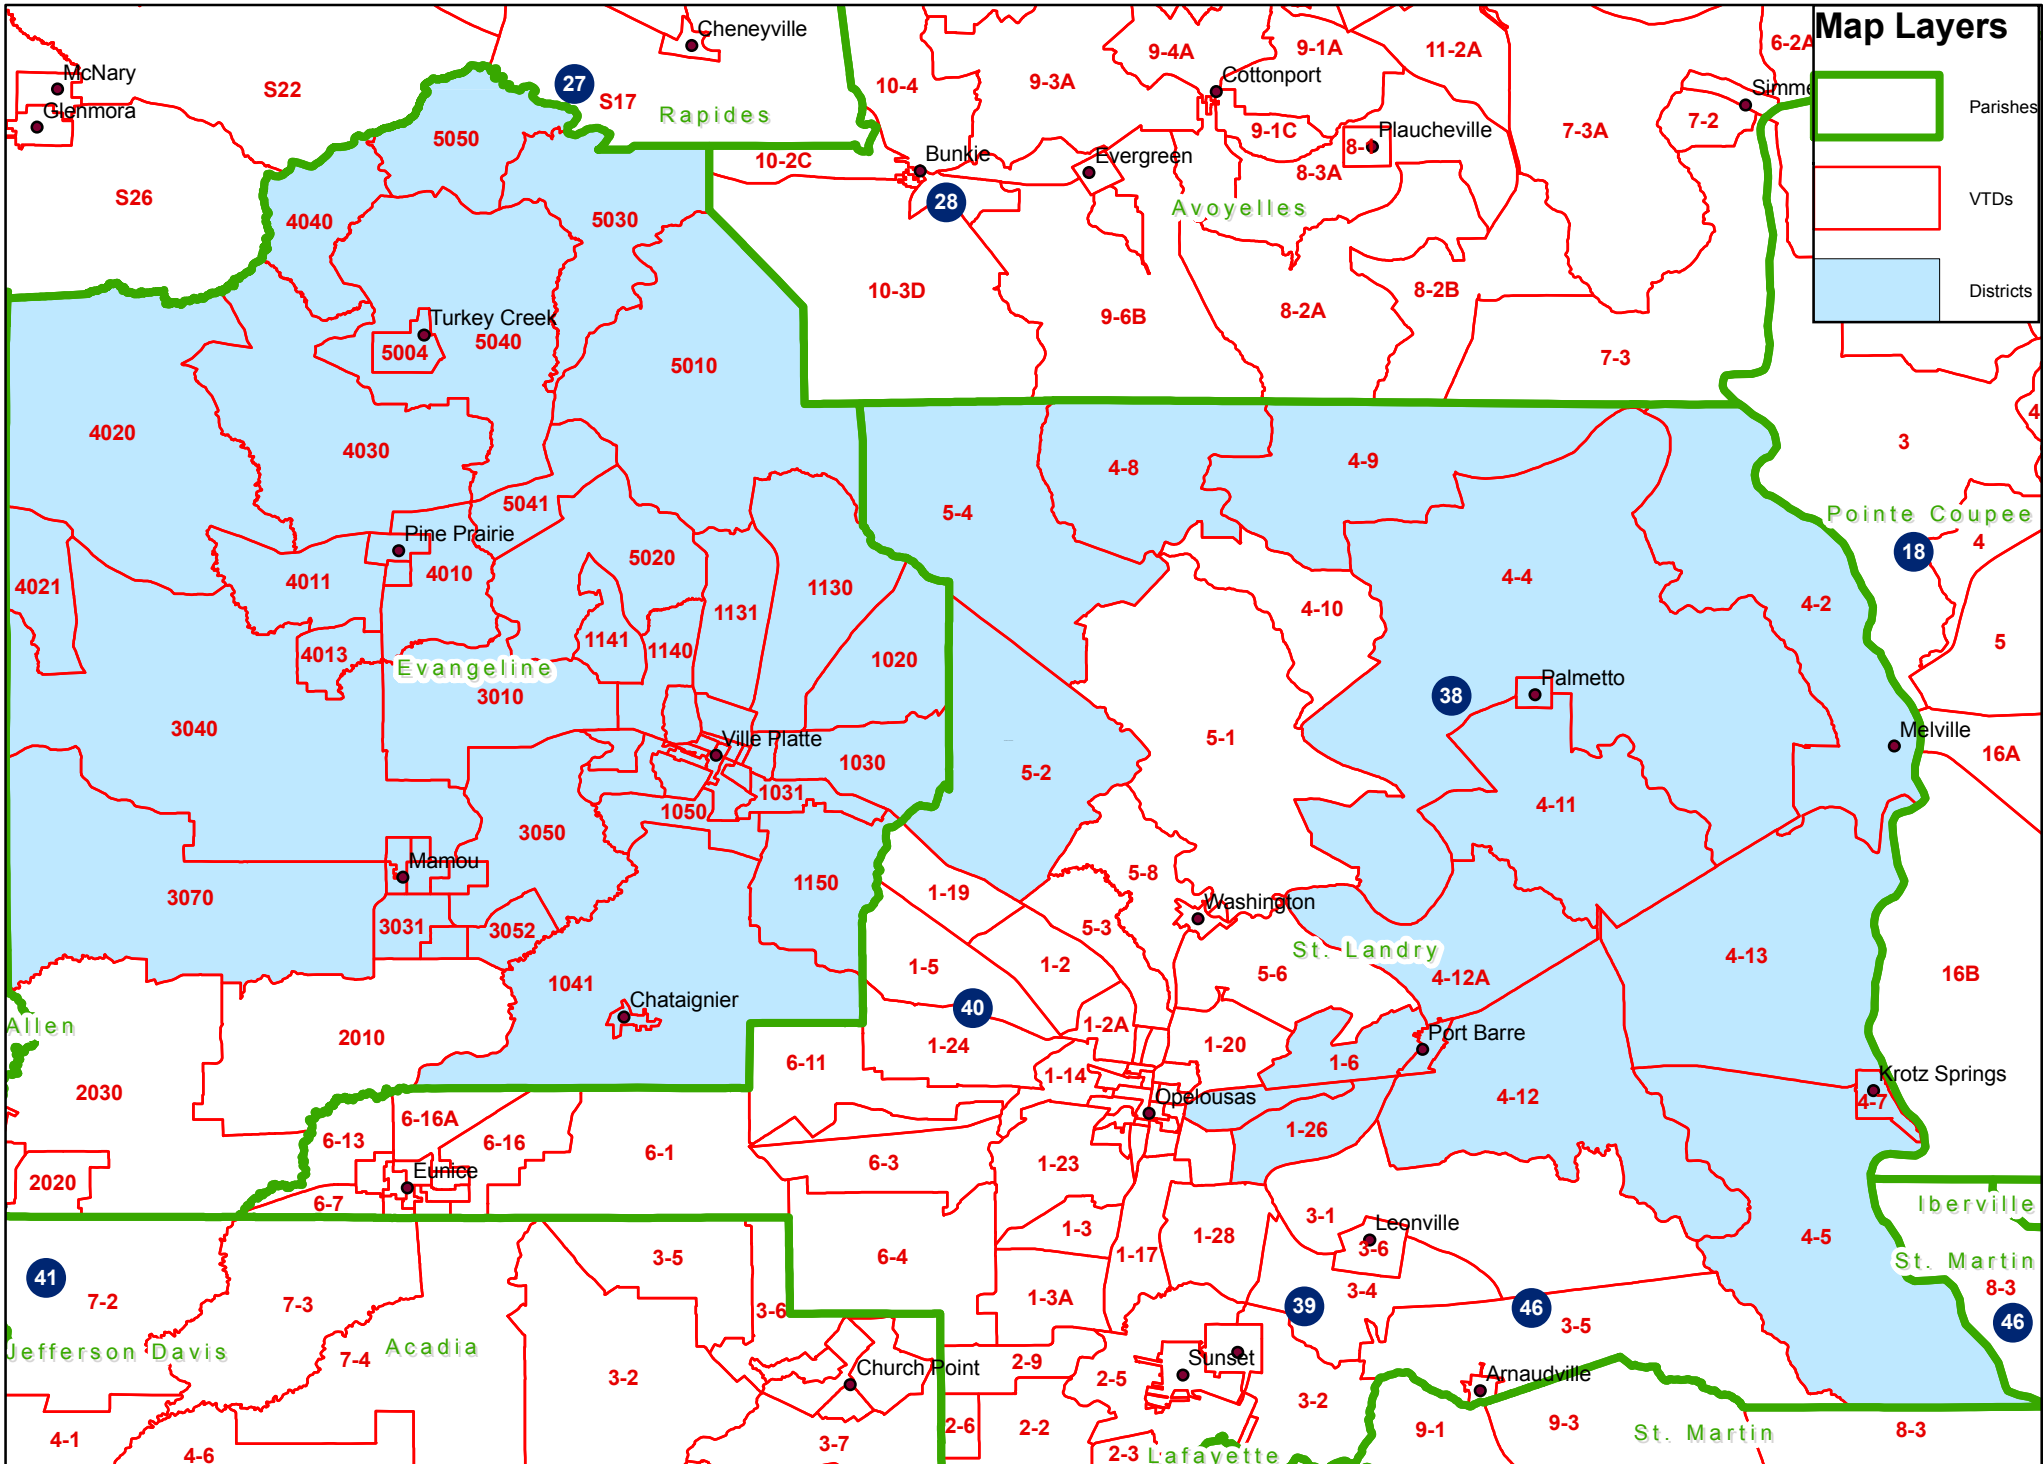 Map Layers
Parishes
VTDs
Districts
Cheneyville
McNary
Glenmora
S22
27
S17
Rapides
10-4
9-3A
9-4A
9-1A
11-2A
6-2A
Cottonport
Simme
7-2
7-3A
5050
S26
4040
5030
10-2C
Bunkie
Evergreen
9-1C
8-1
Plaucheville
8-3A
28
Avoyelles
10-3D
9-6B
8-2A
8-2B
7-3
Turkey Creek
5004
5040
5010
4020
4030
5041
5-4
4-8
4-9
3
4
Pointe Coupee
18
4
5
Pine Prairie
4021
4011
4010
5020
1131
1130
4-10
4-4
4-2
4013
Evangeline
1141
1140
1020
3010
3040
Ville Platte
1030
1031
1050
5-2
5-1
38
Palmetto
Melville
16A
4-11
3050
Mamou
3070
3031
3052
1150
1-19
5-8
Washington
5-3
St. Landry
1-5
1-2
5-6
4-12A
4-13
16B
1041
Chataignier
40
Allen
2010
2030
1-2A
1-24
6-11
1-14
1-20
1-6
Port Barre
Krotz Springs
4-7
Opelousas
4-12
1-26
6-16A
6-13
6-16
6-1
6-3
1-23
2020
Eunice
6-7
Iberville
3-1
Leonville
3-6
1-3
1-17
1-28
6-4
3-5
4-5
St. Martin
8-3
46
41
7-2
7-3
3-6
1-3A
3-4
39
46
3-5
Jefferson Davis
7-4
Acadia
3-2
Church Point
2-9
2-5
Sunset
3-2
Arnaudville
4-1
4-6
3-7
2-6
2-2
2-3
Lafayette
9-1
9-3
St. Martin
8-3